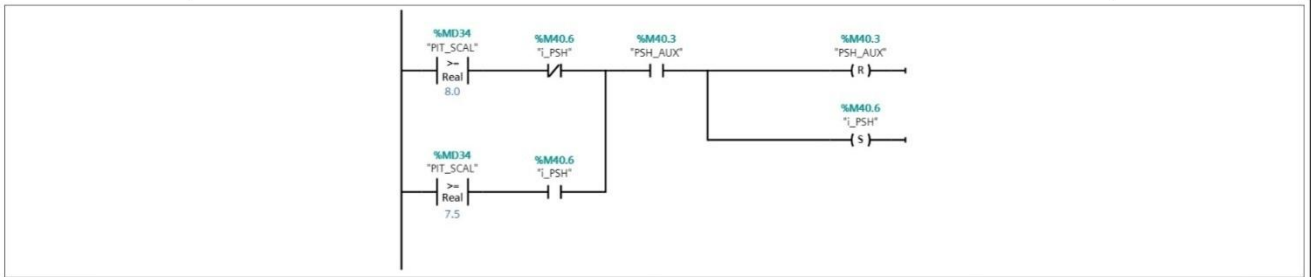 %MD34
"PIT_SCAL"
>=
Real
8.0
%M40.6
"i_PSH"
%M40.3
"PSH_AUX"
%M40.3
"PSH_AUX"
R
%M40.6
"i_PSH"
S
%MD34
"PIT_SCAL"
>=
Real
7.5
%M40.6
"i_PSH"